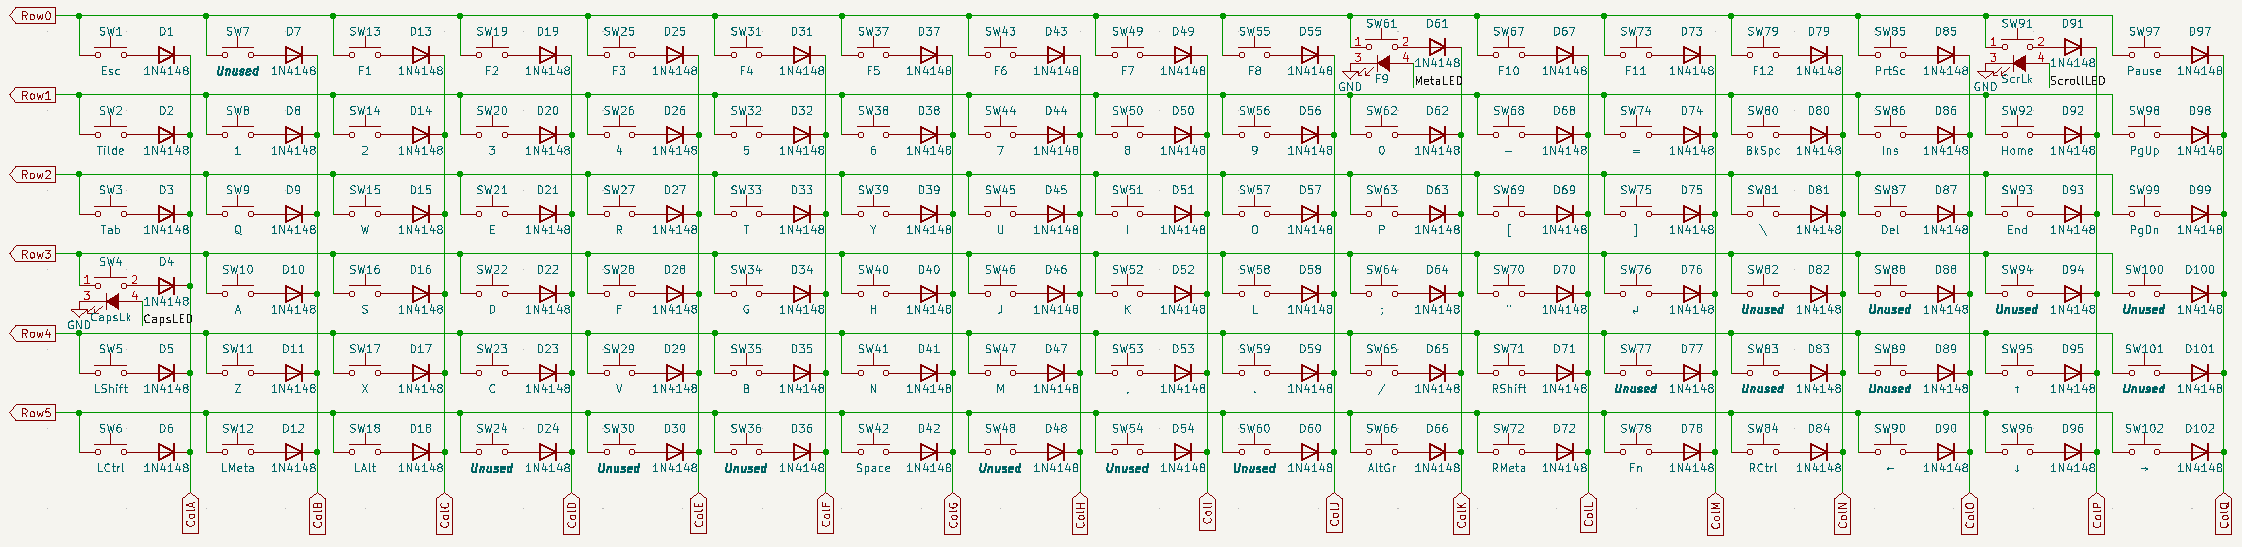 Row0
SW1 D1 SW7 D7 SW13 D13 SW19 D19 SW25 D25 SW31 D31 SW37 D37 SW43 D43 SW49 D49 SW55 D55 SW61 D61 SW67 D67 SW73 D73 SW79 D79 SW85 D85 SW91 D91 SW97 D97
1 2 1 2
3 4 3 4
Esc 1N4148 Unused 1N4148 F1 1N4148 F2 1N4148 F3 1N4148 F4 1N4148 F5 1N4148 F6 1N4148 F7 1N4148 F8 1N4148 F9 1N4148 F10 1N4148 F11 1N4148 F12 1N4148 PrtSc 1N4148 ScrLk 1N4148 Pause 1N4148
GND MetaLED GND ScrollLED
Row1
SW2 D2 SW8 D8 SW14 D14 SW20 D20 SW26 D26 SW32 D32 SW38 D38 SW44 D44 SW50 D50 SW56 D56 SW62 D62 SW68 D68 SW74 D74 SW80 D80 SW86 D86 SW92 D92 SW98 D98
Tilde 1N4148 1 1N4148 2 1N4148 3 1N4148 4 1N4148 5 1N4148 6 1N4148 7 1N4148 8 1N4148 9 1N4148 0 1N4148 - 1N4148 = 1N4148 BkSpc 1N4148 Ins 1N4148 Home 1N4148 PgUp 1N4148
Row2
SW3 D3 SW9 D9 SW15 D15 SW21 D21 SW27 D27 SW33 D33 SW39 D39 SW45 D45 SW51 D51 SW57 D57 SW63 D63 SW69 D69 SW75 D75 SW81 D81 SW87 D87 SW93 D93 SW99 D99
Tab 1N4148 Q 1N4148 W 1N4148 E 1N4148 R 1N4148 T 1N4148 Y 1N4148 U 1N4148 I 1N4148 O 1N4148 P 1N4148 [ 1N4148 ] 1N4148 \ 1N4148 Del 1N4148 End 1N4148 PgDn 1N4148
Row3
SW4 D4 SW10 D10 SW16 D16 SW22 D22 SW28 D28 SW34 D34 SW40 D40 SW46 D46 SW52 D52 SW58 D58 SW64 D64 SW70 D70 SW76 D76 SW82 D82 SW88 D88 SW94 D94 SW100 D100
1 2
3 4
CapsLk 1N4148 A 1N4148 S 1N4148 D 1N4148 F 1N4148 G 1N4148 H 1N4148 J 1N4148 K 1N4148 L 1N4148 ; 1N4148 " 1N4148 ↲ 1N4148 Unused 1N4148 Unused 1N4148 Unused 1N4148 Unused 1N4148
GND CapsLED
Row4
SW5 D5 SW11 D11 SW17 D17 SW23 D23 SW29 D29 SW35 D35 SW41 D41 SW47 D47 SW53 D53 SW59 D59 SW65 D65 SW71 D71 SW77 D77 SW83 D83 SW89 D89 SW95 D95 SW101 D101
LShift 1N4148 Z 1N4148 X 1N4148 C 1N4148 V 1N4148 B 1N4148 N 1N4148 M 1N4148 , 1N4148 . 1N4148 / 1N4148 RShift 1N4148 Unused 1N4148 Unused 1N4148 Unused 1N4148 ↑ 1N4148 Unused 1N4148
Row5
SW6 D6 SW12 D12 SW18 D18 SW24 D24 SW30 D30 SW36 D36 SW42 D42 SW48 D48 SW54 D54 SW60 D60 SW66 D66 SW72 D72 SW78 D78 SW84 D84 SW90 D90 SW96 D96 SW102 D102
LCtrl 1N4148 LMeta 1N4148 LAlt 1N4148 Unused 1N4148 Unused 1N4148 Unused 1N4148 Space 1N4148 Unused 1N4148 Unused 1N4148 Unused 1N4148 AltGr 1N4148 RMeta 1N4148 Fn 1N4148 RCtrl 1N4148 ← 1N4148 ↓ 1N4148 → 1N4148
ColA ColB ColC ColD ColE ColF ColG ColH ColI ColJ ColK ColL ColM ColN ColO ColP ColQ